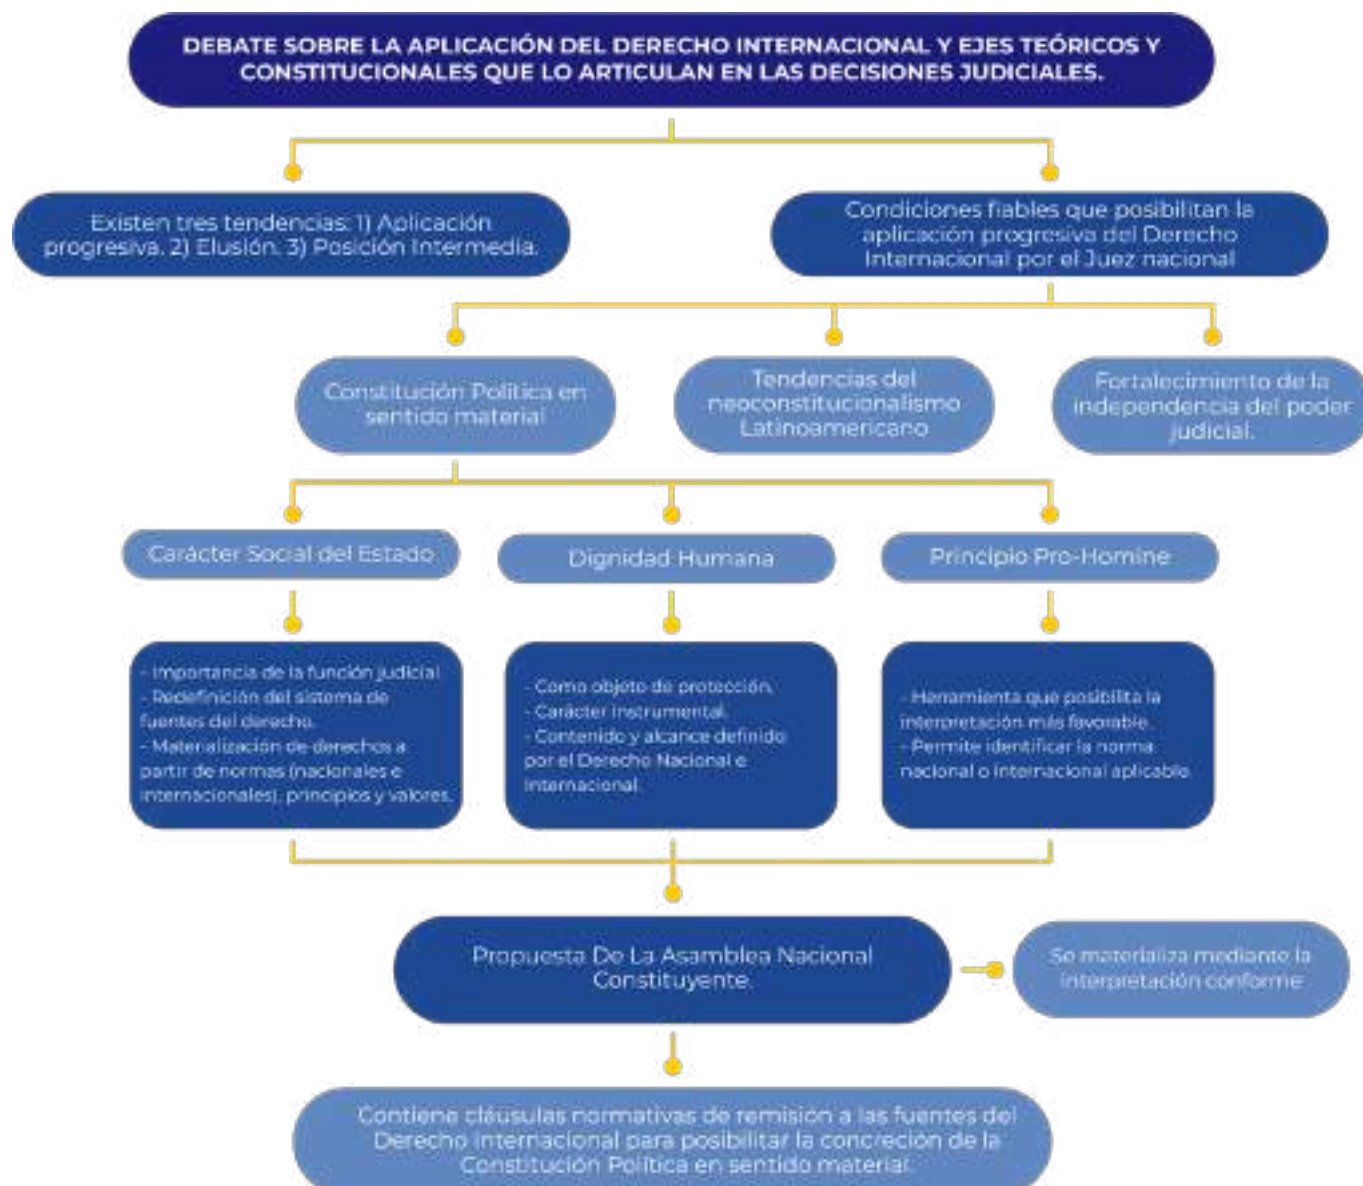 DEBATE SOBRE LA APLICACIÓN DEL DERECHO INTERNACIONAL Y EJES TEÓRICOS Y
CONSTITUCIONALES QUE LO ARTICULAN EN LAS DECISIONES JUDICIALES.
Existen tres tendencias: 1) Aplicación
progresiva. 2) Elusión. 3) Posición Intermedia.
Condiciones fiables que posibilitan la
aplicación progresiva del Derecho
Internacional por el Juez nacional
Constitución Política en
sentido material
Tendencias del
neoconstitucionalismo
Latinoamericano
Fortalecimiento de la
independencia del poder
judicial.
Carácter Social del Estado
Dignidad Humana
Principio Pro-Homine
- Importancia de la función judicial
- Redefinición del sistema de
fuentes del derecho.
- Materialización de derechos a
partir de normas (nacionales e
internacionales), principios y valores.
- Como objeto de protección.
- Carácter instrumental.
- Contenido y alcance definido
por el Derecho Nacional e
Internacional.
- Herramienta que posibilita la
interpretación más favorable.
- Permite identificar la norma
nacional o internacional aplicable.
Propuesta De La Asamblea Nacional
Constituyente.
Se materializa mediante la
interpretación conforme
Contiene cláusulas normativas de remisión a las fuentes del
Derecho Internacional para posibilitar la concreción de la
Constitución Política en sentido material.